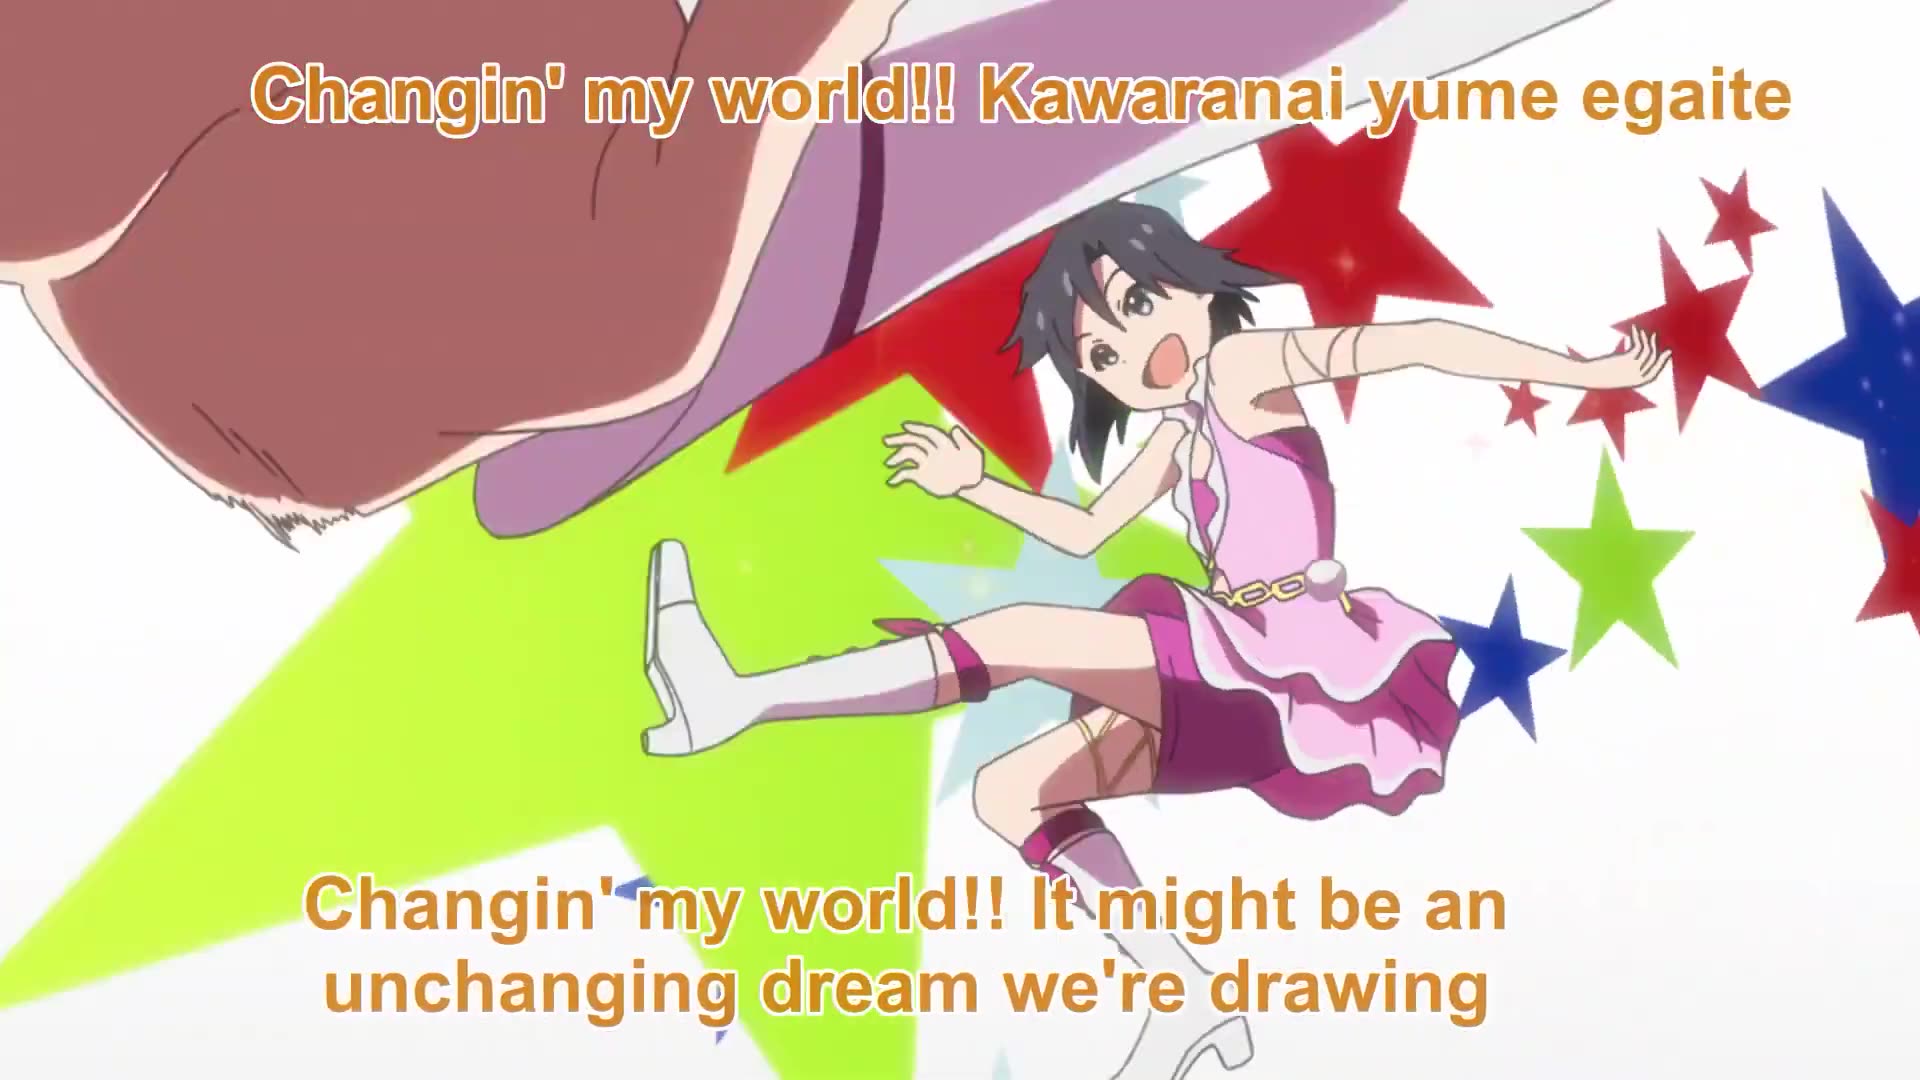 Changin' my world!! Kawaranai yume egaite
Changin' my world!! It might be an
unchanging dream we're drawing